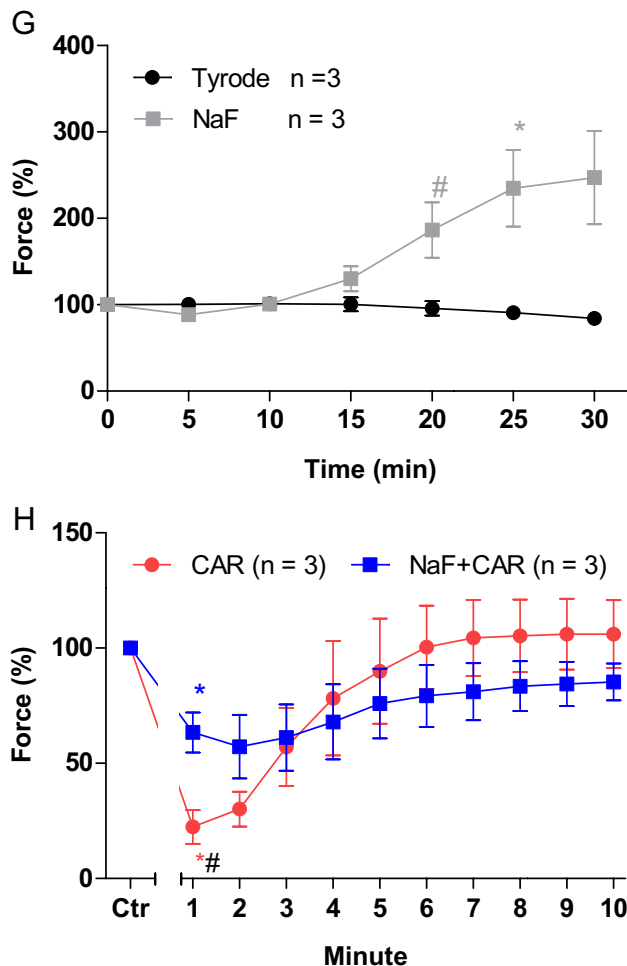 G
400
Tyrode n =3
NaF n = 3
300
*
#
200
100
0
Force (%)
0 5 10 15 20 25 30
Time (min)
H
150
CAR (n = 3) NaF+CAR (n = 3)
100
*
50
*#
0
Force (%)
Ctr 1 2 3 4 5 6 7 8 9 10
Minute